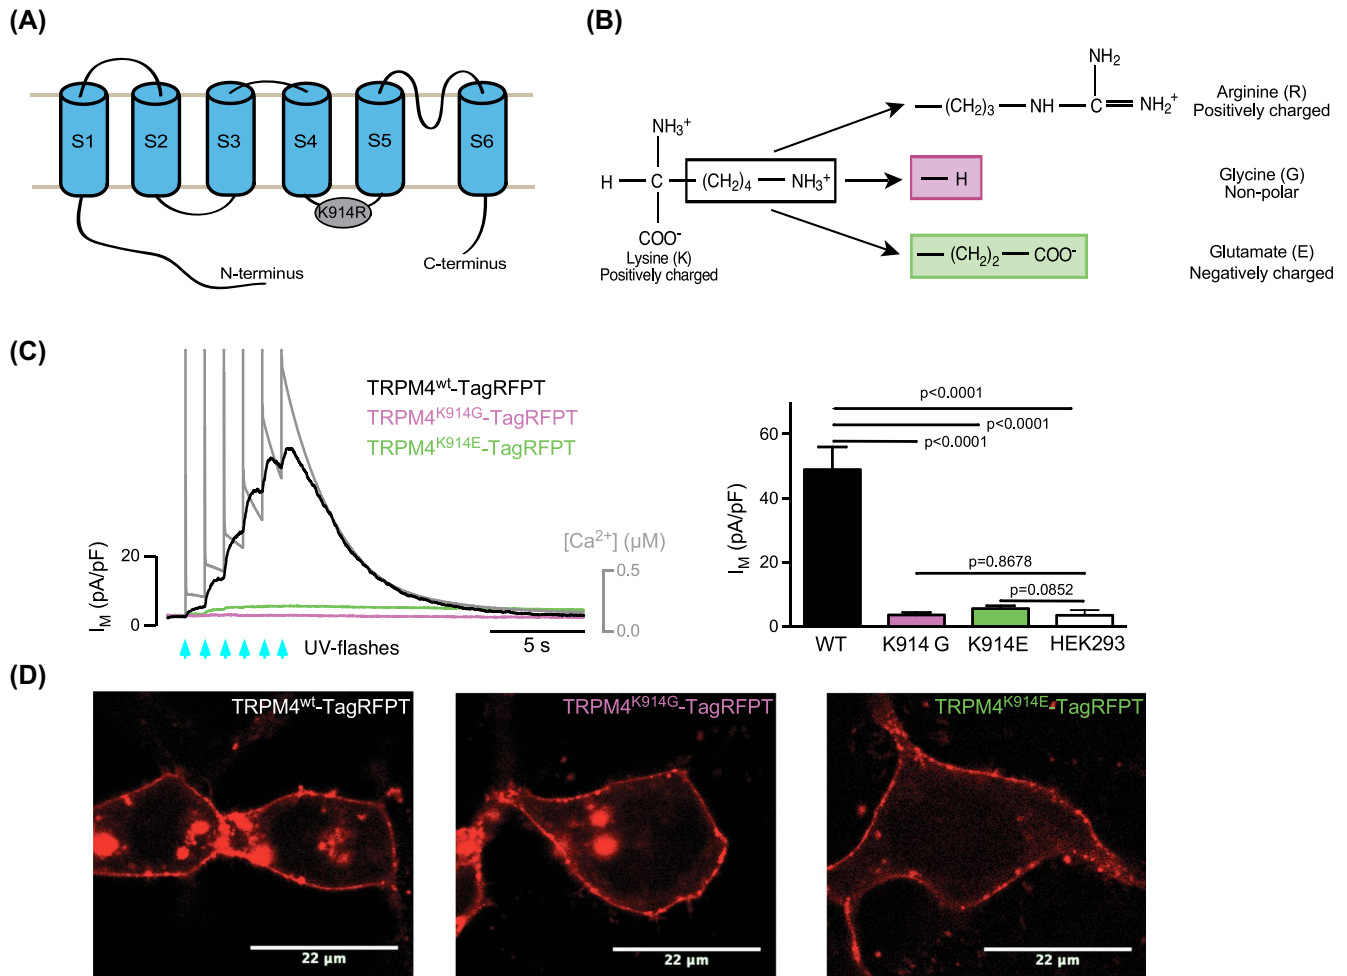 (A)
S1 S2 S3 S4 S5 S6
K914R
N-terminus
C-terminus
(B)
NH₃⁺
H C (CH₂)₄ NH₃⁺
COO⁻
Lysine (K)
Positively charged
NH₂
(CH₂)₃ NH C NH₂⁺
Arginine (R)
Positively charged
H
Glycine (G)
Non-polar
(CH₂)₂ COO⁻
Glutamate (E)
Negatively charged
(C)
TRPM4ʷᵗ-TagRFPT
TRPM4ᴷ⁹¹⁴ᴳ-TagRFPT
TRPM4ᴷ⁹¹⁴ᴱ-TagRFPT
I_M (pA/pF)
20
0
[Ca²⁺] (µM)
0.5
0.0
5 s
UV-flashes
I_M (pA/pF)
60
40
20
0
p<0.0001
p<0.0001
p<0.0001
p=0.8678
p=0.0852
WT K914 G K914E HEK293
(D)
TRPM4ʷᵗ-TagRFPT
22 µm
TRPM4ᴷ⁹¹⁴ᴳ-TagRFPT
22 µm
TRPM4ᴷ⁹¹⁴ᴱ-TagRFPT
22 µm